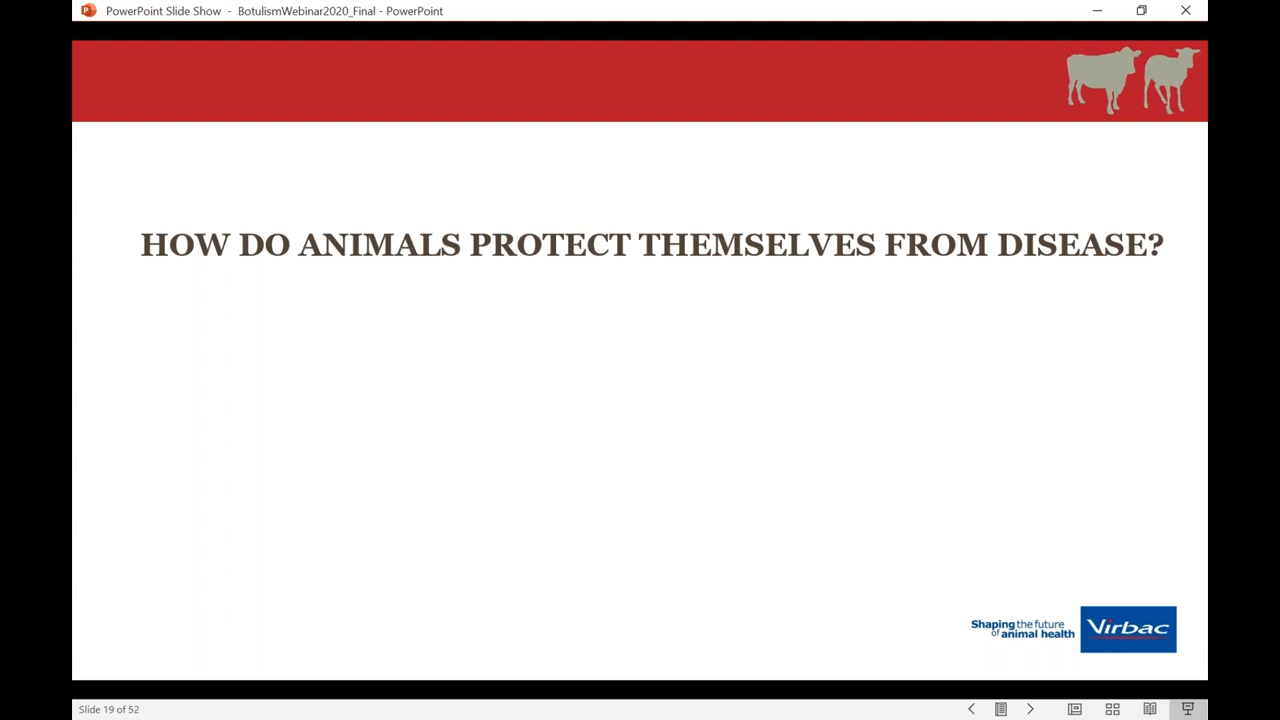 PowerPoint Slide Show - BotulismWebinar2020_Final - PowerPoint
HOW DO ANIMALS PROTECT THEMSELVES FROM DISEASE?
Shaping the future
of animal health
Virbac
Slide 19 of 52